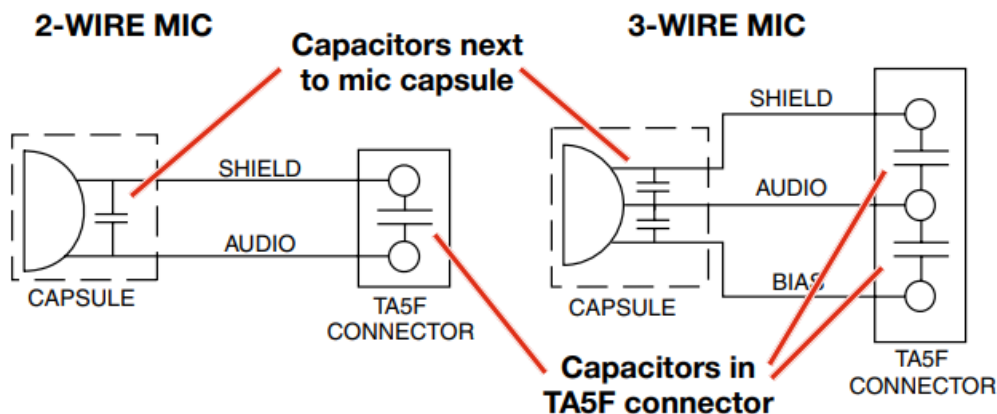 2-WIRE MIC
Capacitors next
to mic capsule
3-WIRE MIC
SHIELD
AUDIO
CAPSULE
TA5F
CONNECTOR
SHIELD
AUDIO
BIAS
CAPSULE
TA5F
CONNECTOR
Capacitors in
TA5F connector